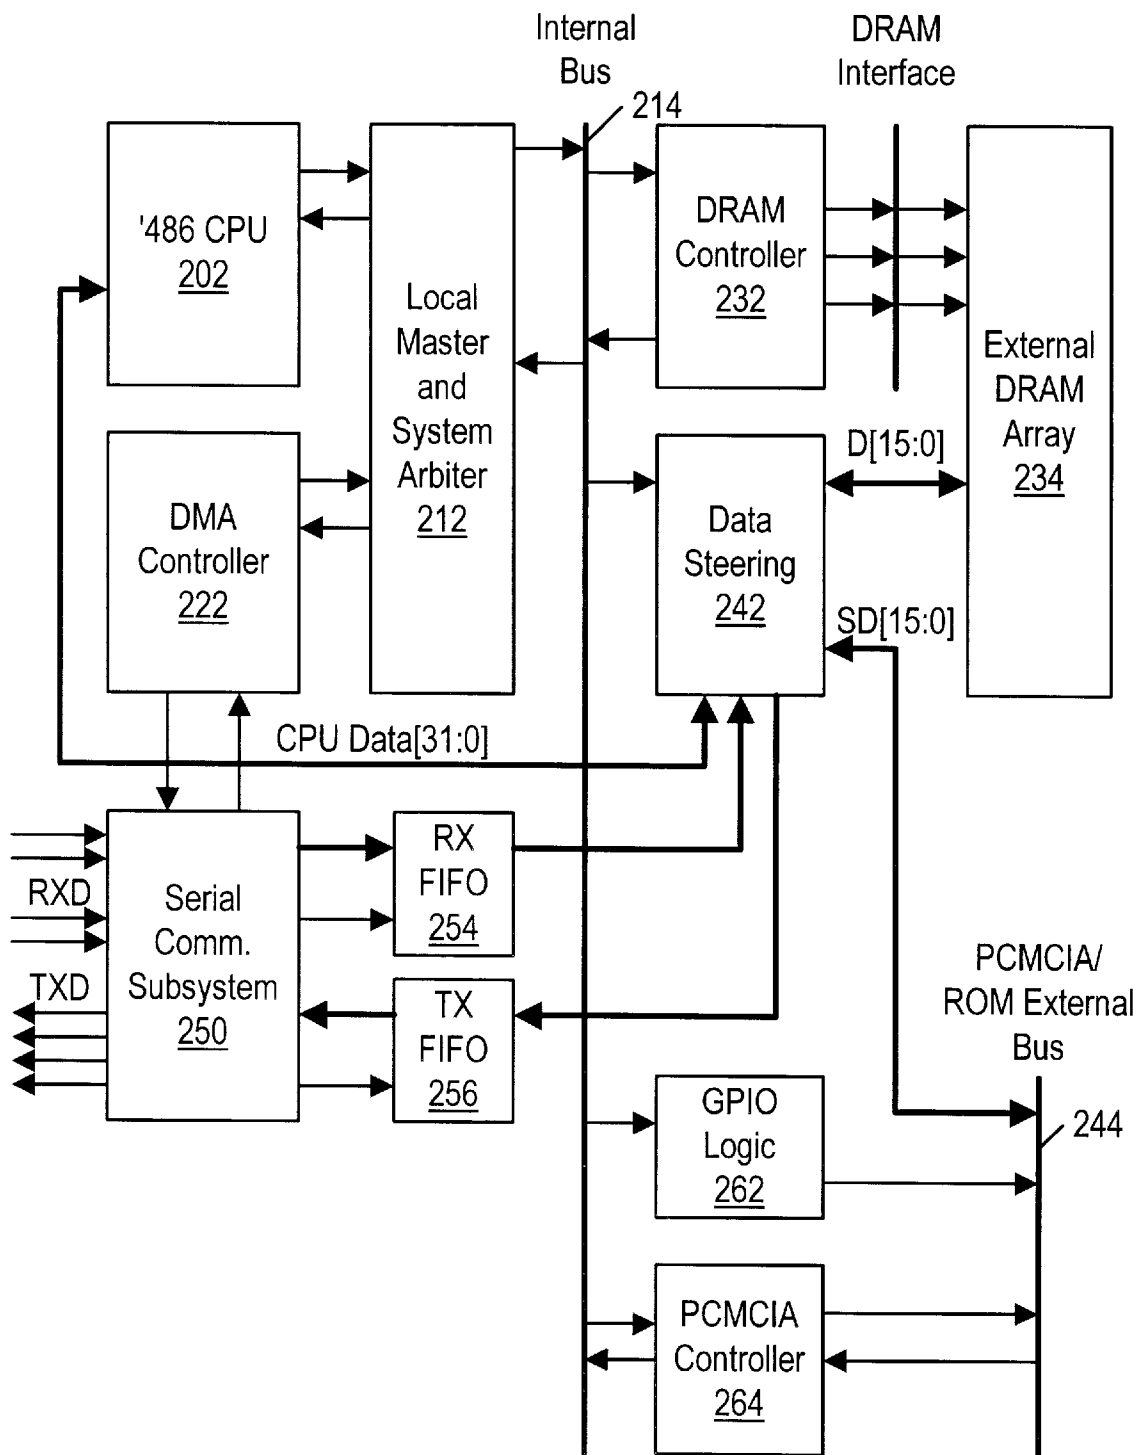 Internal
Bus
DRAM
Interface
214
'486 CPU
202
Local
Master
and
System
Arbiter
212
DRAM
Controller
232
External
DRAM
Array
234
DMA
Controller
222
Data
Steering
242
D[15:0]
SD[15:0]
CPU Data[31:0]
RXD
TXD
Serial
Comm.
Subsystem
250
RX
FIFO
254
TX
FIFO
256
PCMCIA/
ROM External
Bus
244
GPIO
Logic
262
PCMCIA
Controller
264